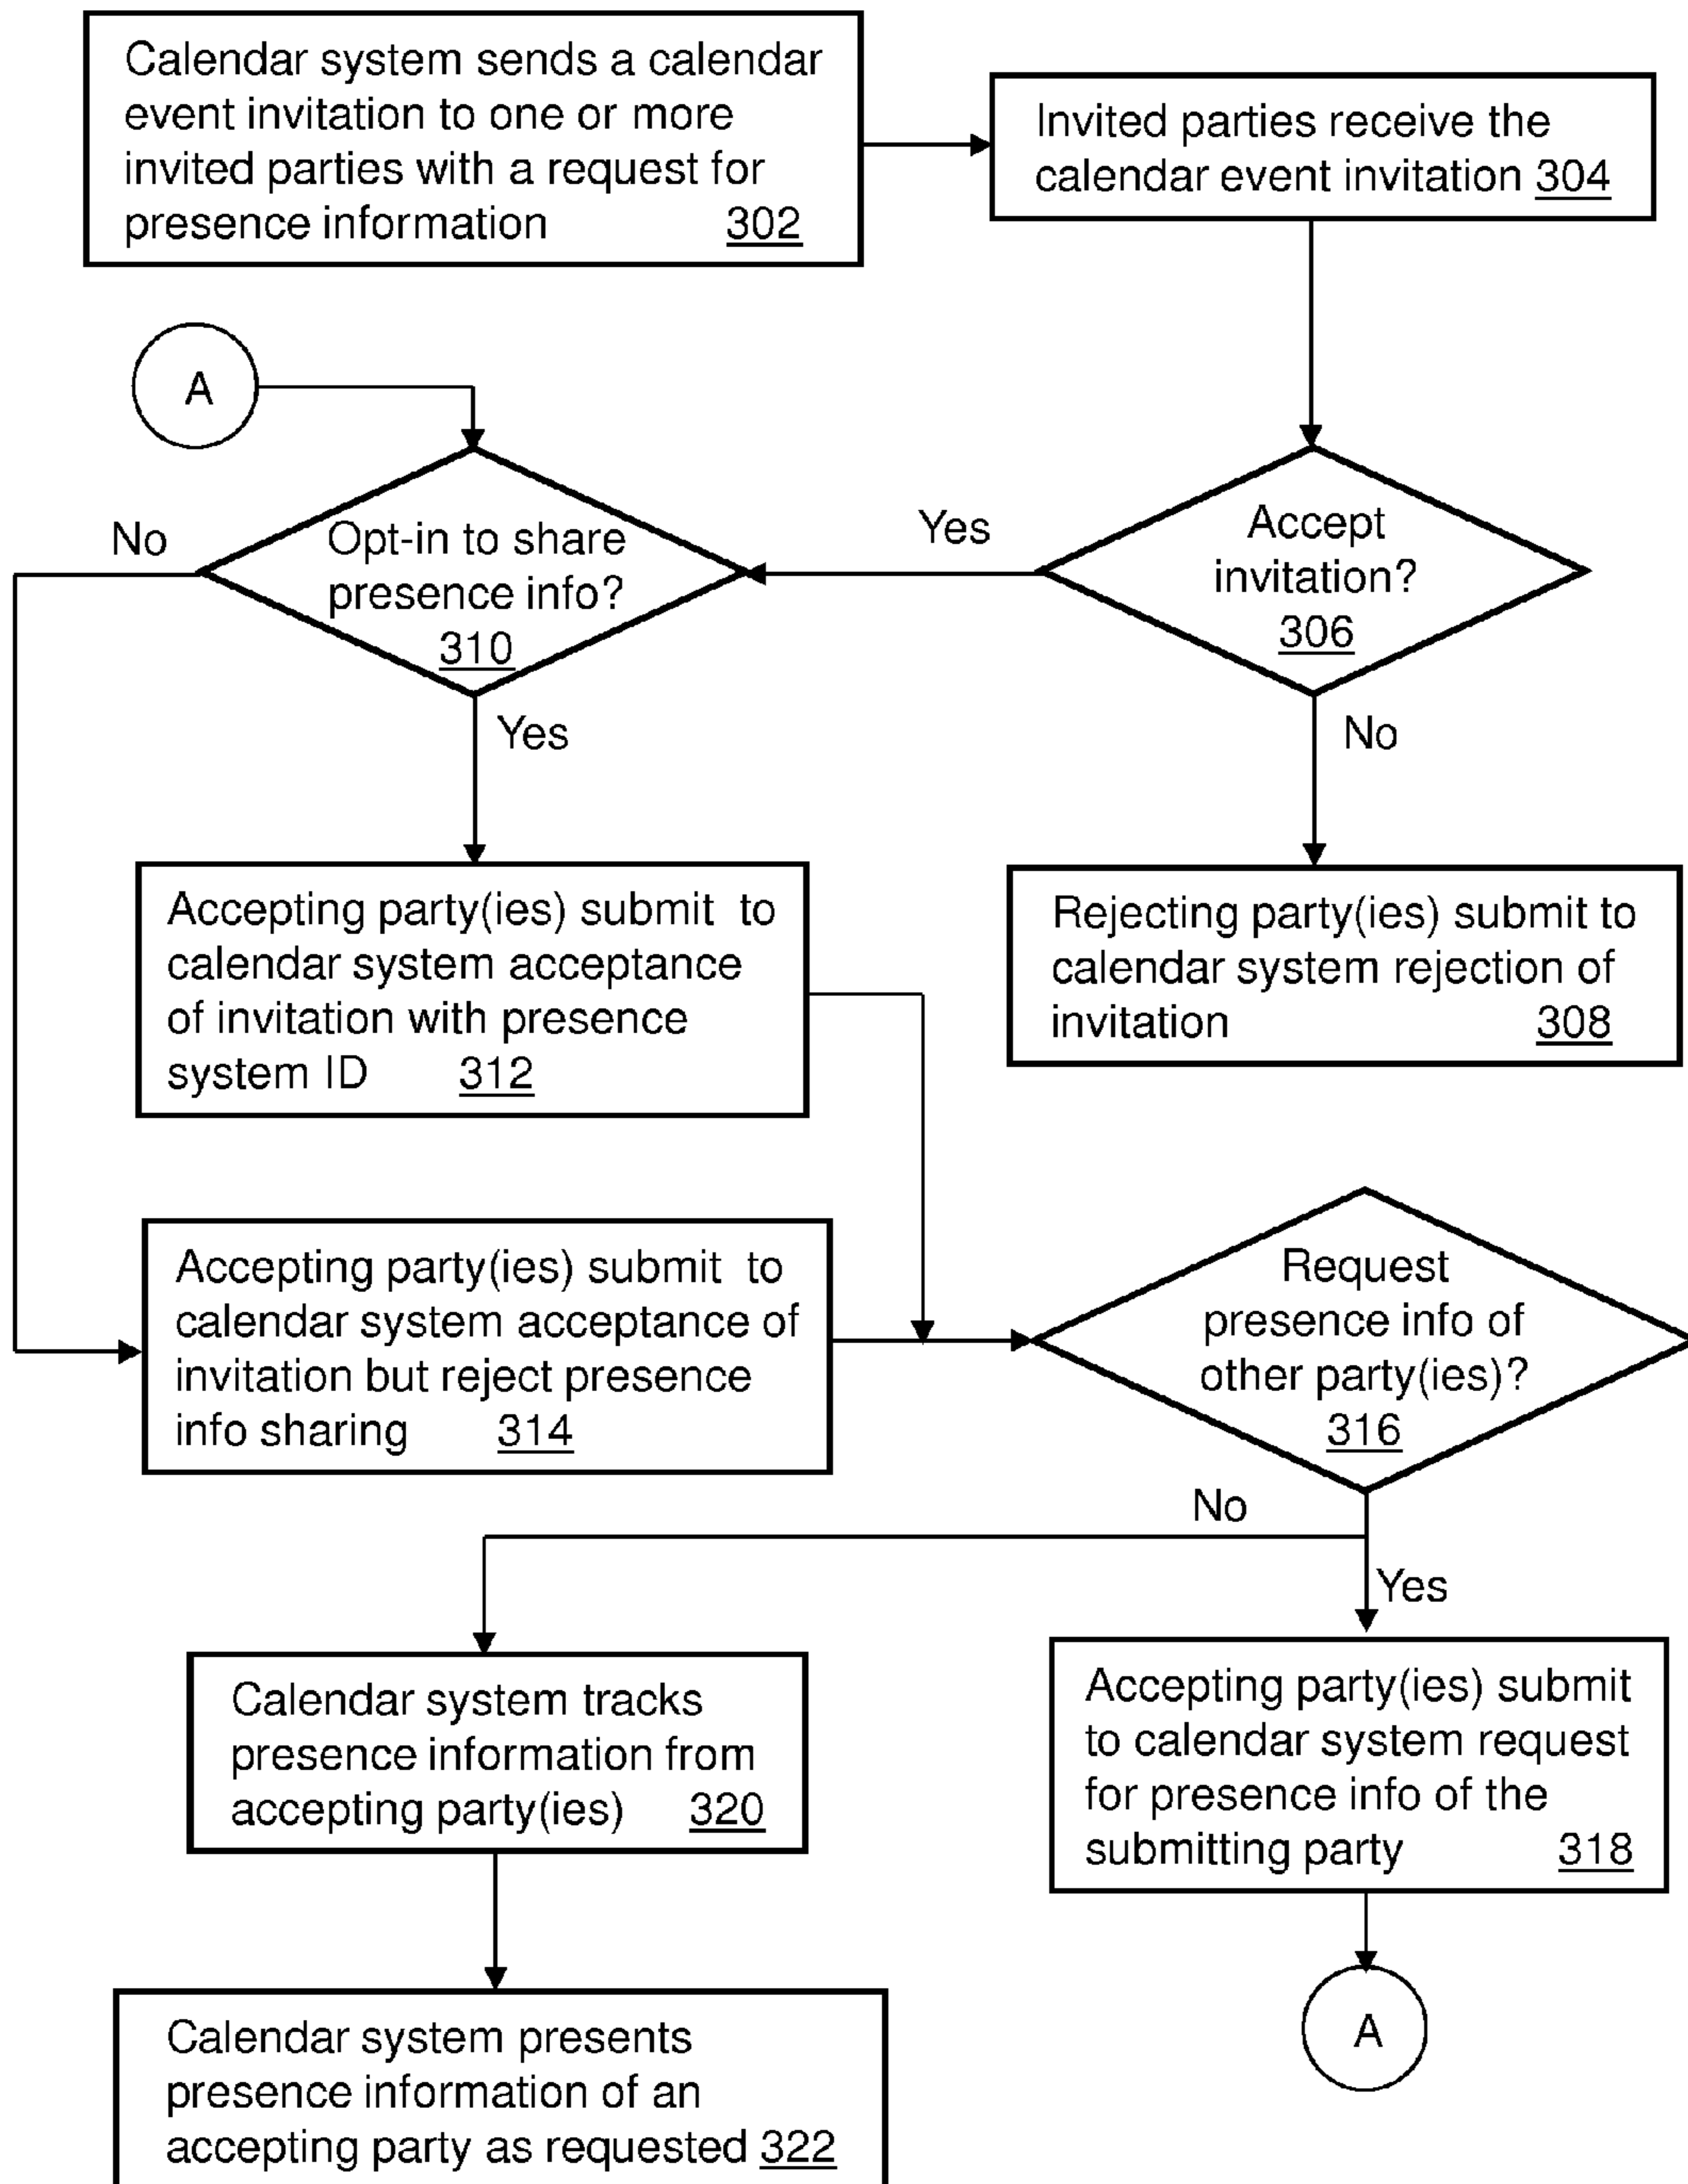 Calendar system sends a calendar
event invitation to one or more
invited parties with a request for
presence information 302
Invited parties receive the
calendar event invitation 304
A
No
Opt-in to share
presence info?
310
Yes
Accept
invitation?
306
Yes
No
Accepting party(ies) submit to
calendar system acceptance
of invitation with presence
system ID 312
Rejecting party(ies) submit to
calendar system rejection of
invitation 308
Accepting party(ies) submit to
calendar system acceptance of
invitation but reject presence
info sharing 314
Request
presence info of
other party(ies)?
316
No
Yes
Calendar system tracks
presence information from
accepting party(ies) 320
Accepting party(ies) submit
to calendar system request
for presence info of the
submitting party 318
A
Calendar system presents
presence information of an
accepting party as requested 322